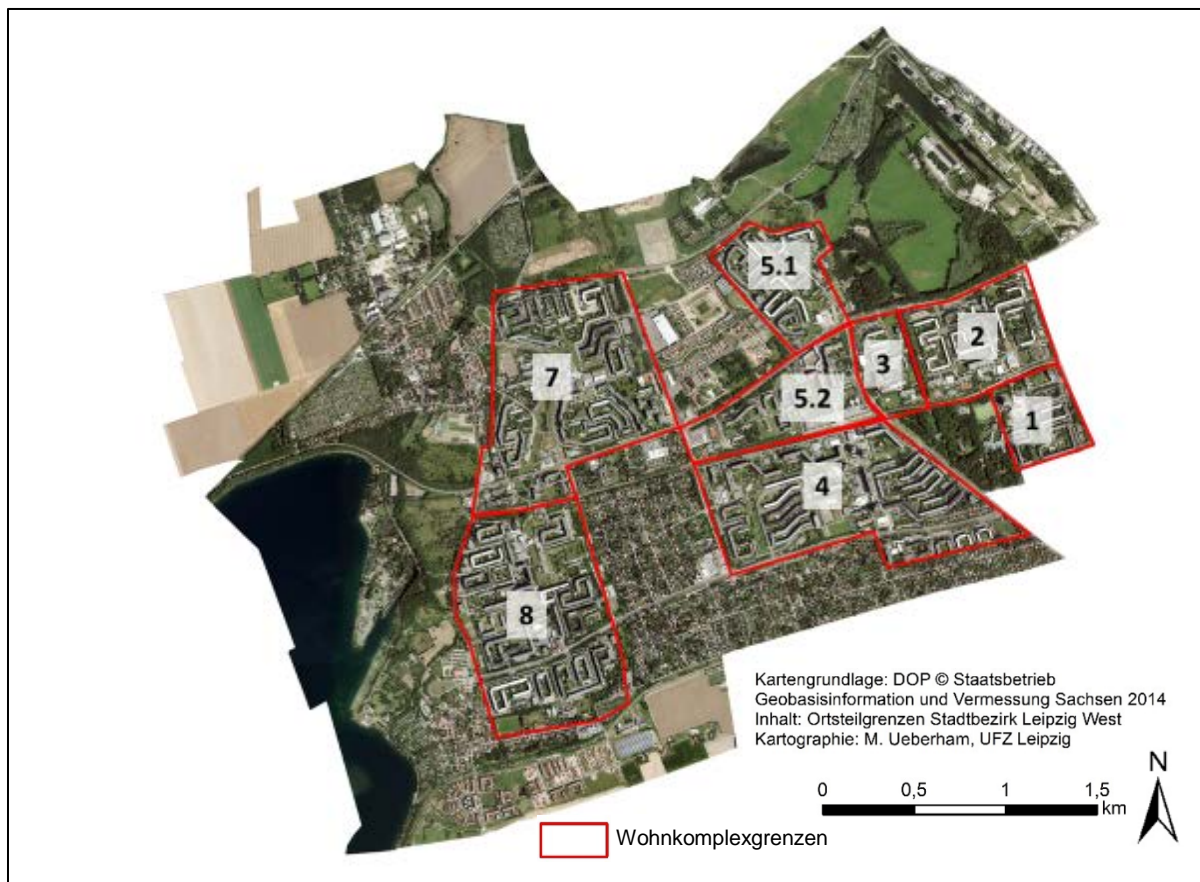 5.1
2
3
7
5.2
1
4
8
Kartengrundlage: DOP © Staatsbetrieb
Geobasisinformation und Vermessung Sachsen 2014
Inhalt: Ortsteilgrenzen Stadtbezirk Leipzig West
Kartographie: M. Ueberham, UFZ Leipzig
N
0 0,5 1 1,5
km
Wohnkomplexgrenzen